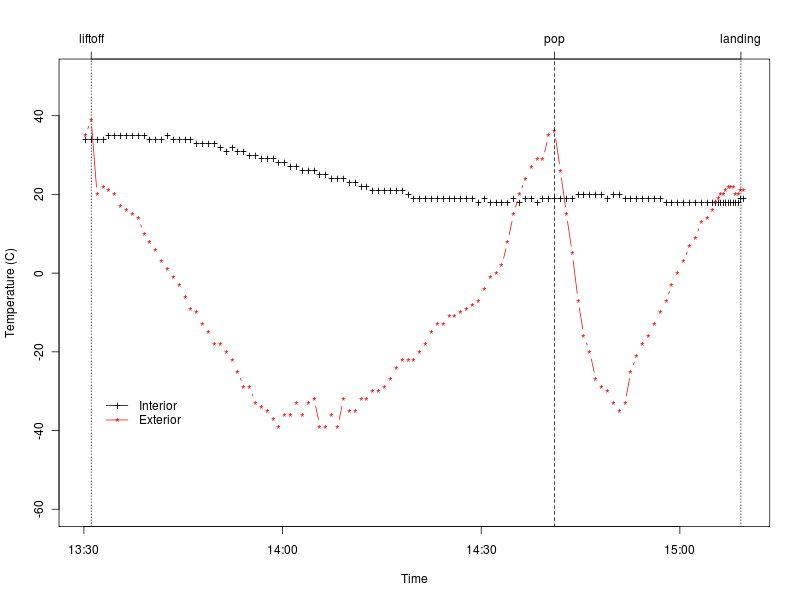 liftoff pop landing
40
20
0
-20
-40
-60
Temperature (C)
Interior
Exterior
13:30 14:00 14:30 15:00
Time